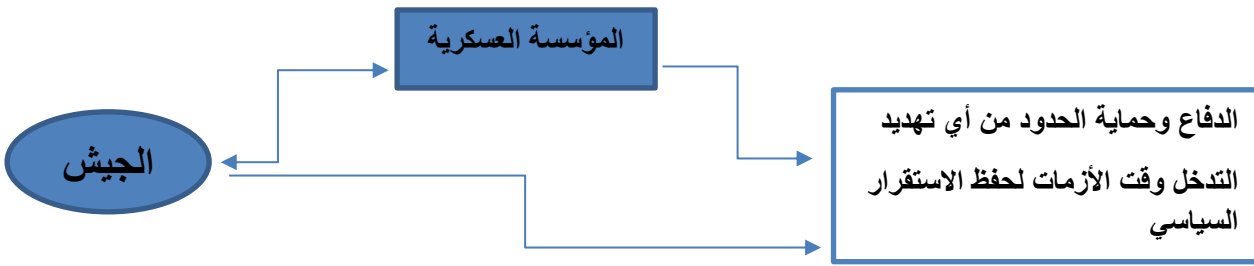 المؤسسة العسكرية
الجيش
الدفاع وحماية الحدود من أي تهديد
التدخل وقت الأزمات لحفظ الاستقرار
السياسي